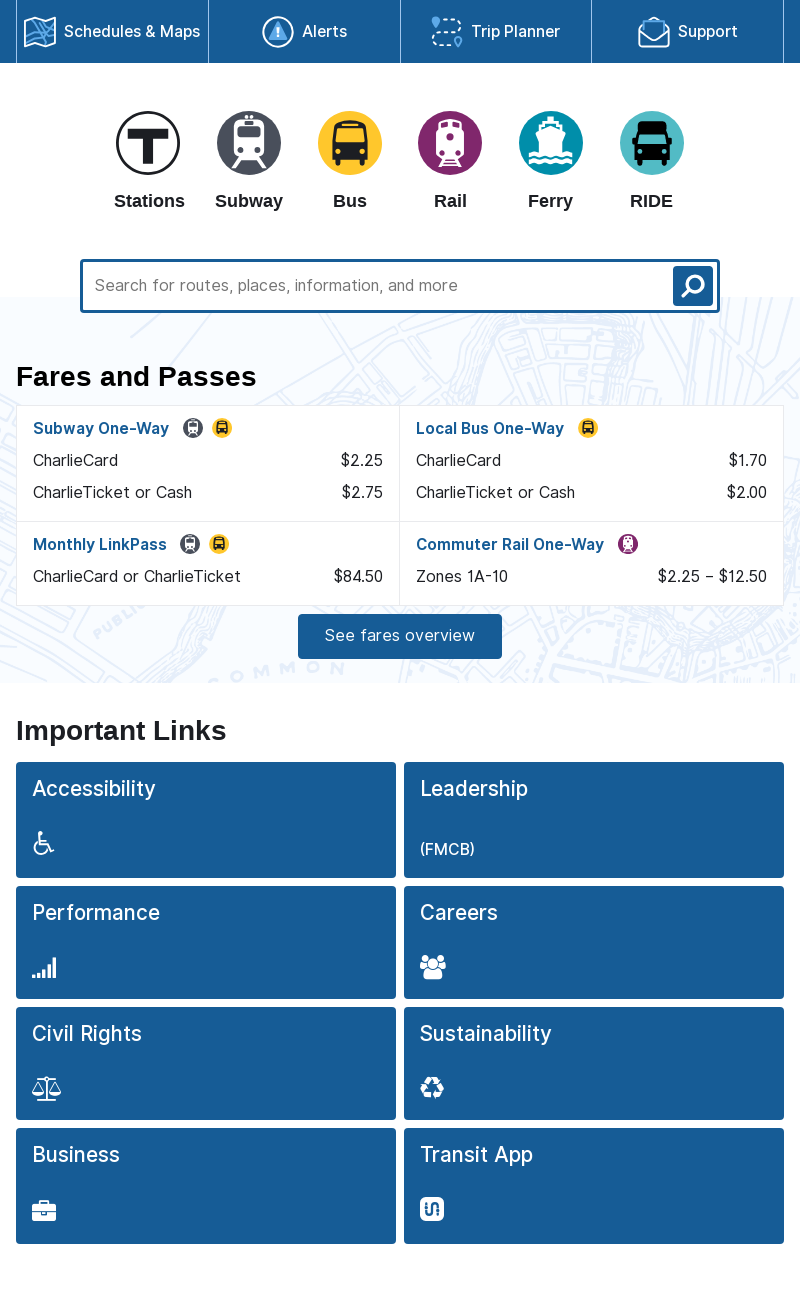 Schedules & Maps
Alerts
Trip Planner
Support
T
Stations
Subway
Bus
Rail
Ferry
RIDE
Search for routes, places, information, and more
Fares and Passes
Subway One-Way
CharlieCard $2.25
CharlieTicket or Cash $2.75
Local Bus One-Way
CharlieCard $1.70
CharlieTicket or Cash $2.00
Monthly LinkPass
CharlieCard or CharlieTicket $84.50
Commuter Rail One-Way
Zones 1A-10 $2.25 – $12.50
See fares overview
COMMON
Important Links
Accessibility
Leadership
(FMCB)
Performance
Careers
Civil Rights
Sustainability
Business
Transit App